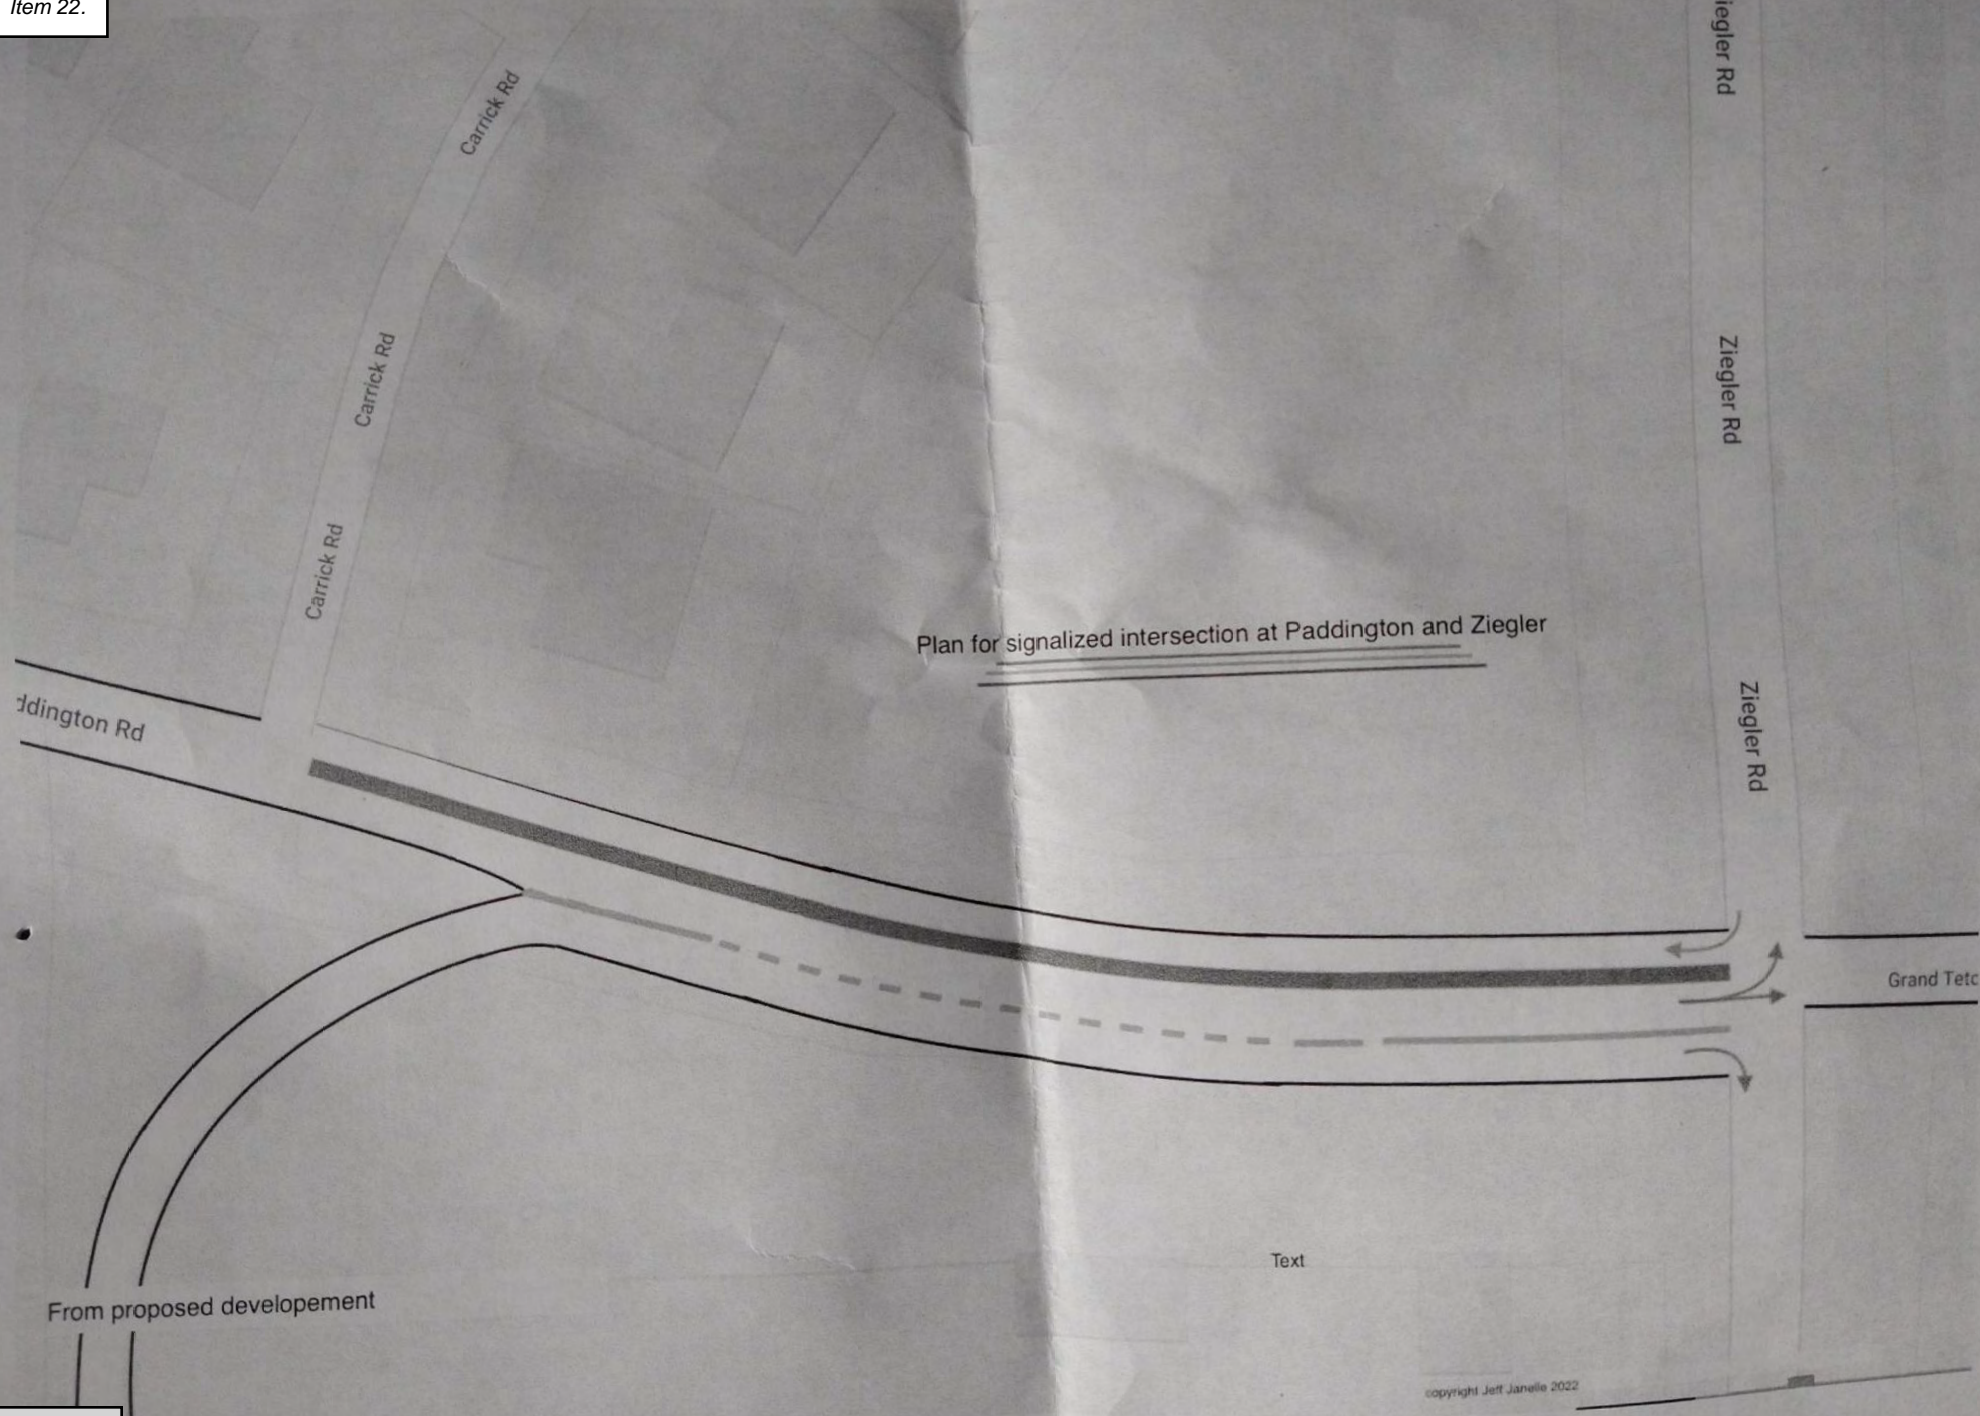 Item 22.
iegler Rd
Carrick Rd
Carrick Rd
Ziegler Rd
Carrick Rd
Plan for signalized intersection at Paddington and Ziegler
ddington Rd
Ziegler Rd
Grand Tetc
Text
From proposed developement
copyright Jeff Janelle 2022